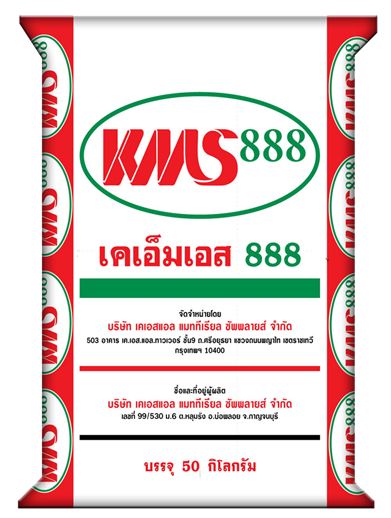 KMS888
เคเอ็มเอส 888
จัดจำหน่ายโดย
บริษัท เคเอสแอล แมททีเรียล ซัพพลายส์ จำกัด
503 อาคาร เค.เอส.แอล.ทาวเวอร์ ชั้น9 ถ.ศรีอยุธยา แขวงถนนพญาไท เขตราชเทวี
กรุงเทพฯ 10400
ชื่อและที่อยู่ผู้ผลิต
บริษัท เคเอสแอล แมททีเรียล ซัพพลายส์ จำกัด
เลขที่ 99/530 ม.6 ต.หลุมรัง อ.บ่อพลอย จ.กาญจนบุรี
บรรจุ 50 กิโลกรัม